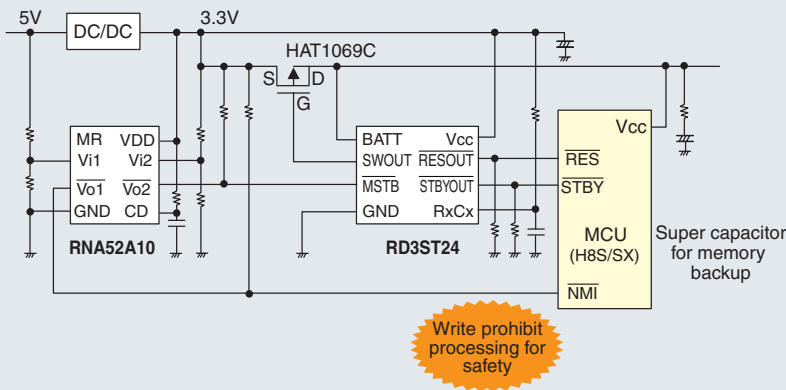 5V
DC/DC
3.3V
HAT1069C
S
D
G
MR VDD
Vi1 Vi2
Vo1 Vo2
GND CD
RNA52A10
BATT Vcc
SWOUT RESOUT
MSTB STBYOUT
GND RxCx
RD3ST24
Vcc
RES
STBY
MCU
(H8S/SX)
NMI
Super capacitor
for memory
backup
Write prohibit
processing for
safety